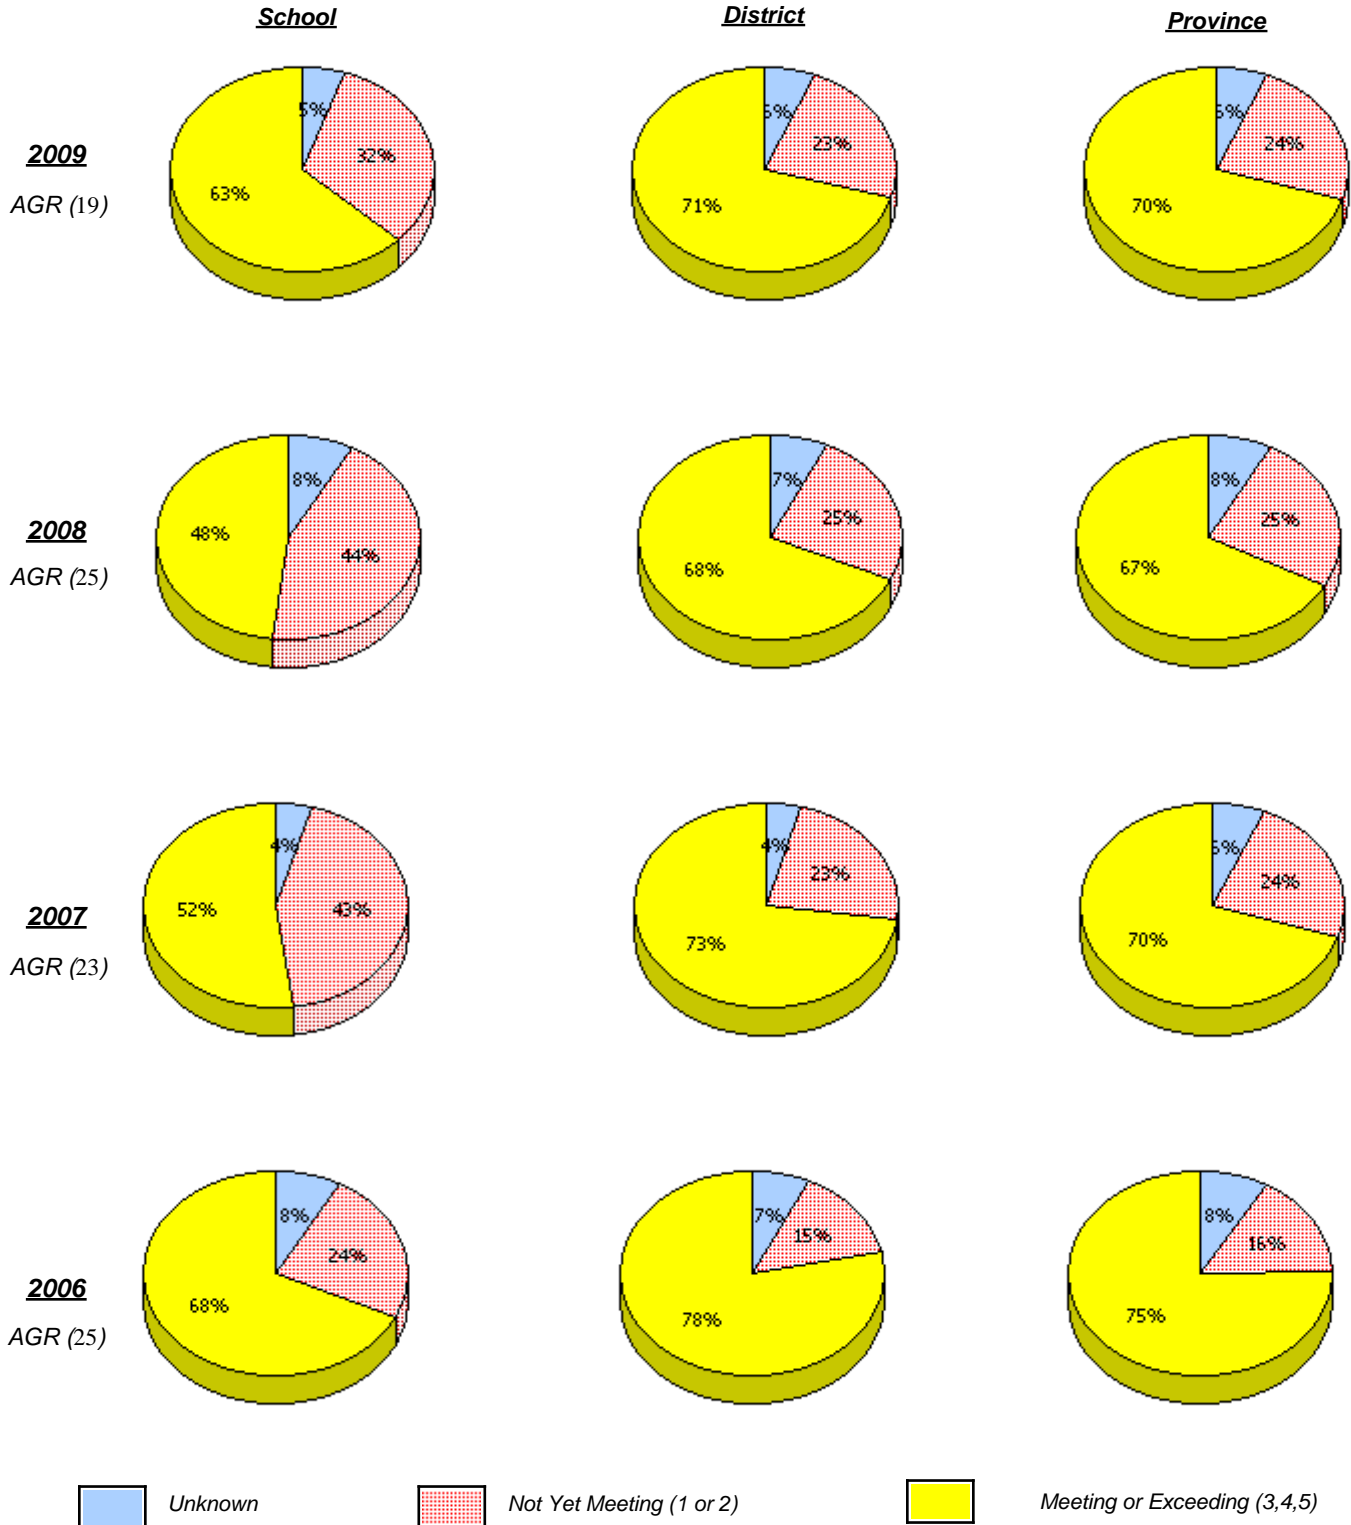 School District Province
5%
32% 23% 24%
2009
63% 71% 70%
AGR (19)
8% 7% 8%
44% 25% 25%
2008
48% 68% 67%
AGR (25)
4% 4%
43% 23% 24%
2007
52% 73% 70%
AGR (23)
8% 7% 8%
24% 15% 16%
2006
68% 78% 75%
AGR (25)
Unknown Not Yet Meeting (1 or 2) Meeting or Exceeding (3,4,5)